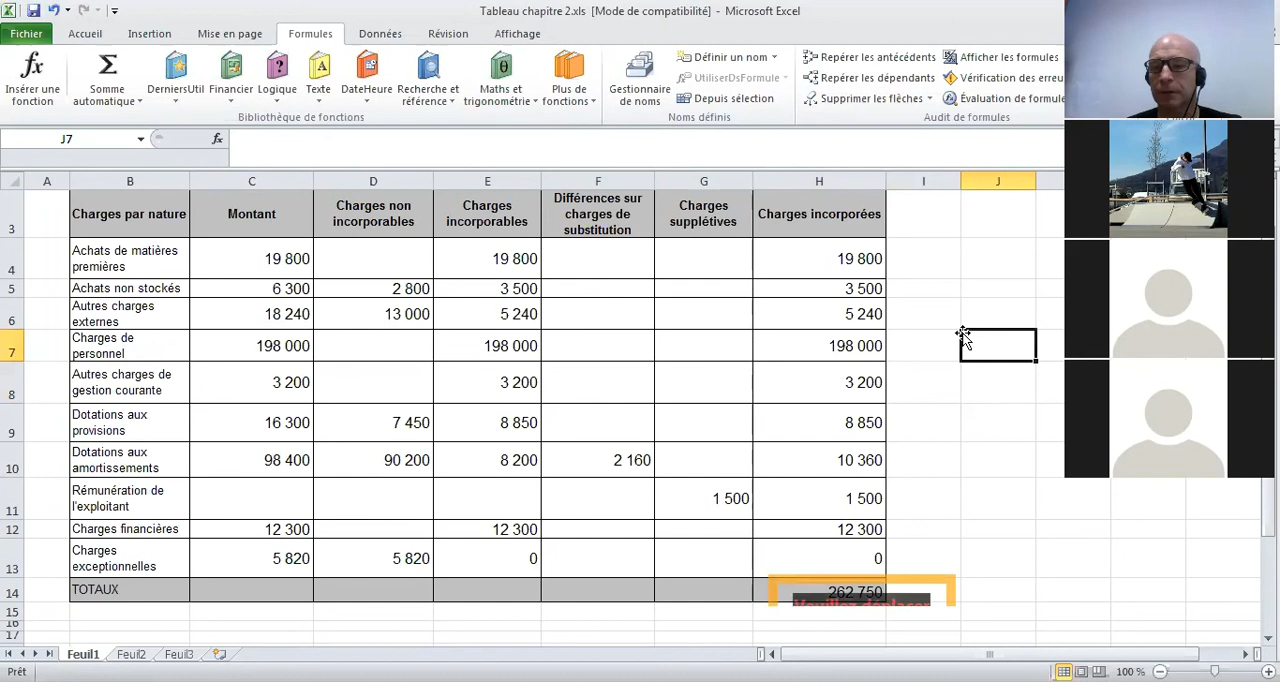 Tableau chapitre 2.xls [Mode de compatibilité] - Microsoft Excel
Fichier Accueil Insertion Mise en page Formules Données Révision Affichage
Insérer une fonction
Somme automatique
DerniersUtil
Financier
Logique
Texte
DateHeure
Recherche et référence
Maths et trigonométrie
Plus de fonctions
Bibliothèque de fonctions
Gestionnaire de noms
Définir un nom
UtiliserDsFormule
Depuis sélection
Noms définis
Repérer les antécédents
Repérer les dépendants
Supprimer les flèches
Afficher les formules
Vérification des erreu
Évaluation de formule
Audit de formules
J7 fx
A B C D E F G H I J
3 Charges par nature Montant Charges non incorporables Charges incorporables Différences sur charges de substitution Charges supplétives Charges incorporées
4 Achats de matières premières 19 800 19 800 19 800
5 Achats non stockés 6 300 2 800 3 500 3 500
6 Autres charges externes 18 240 13 000 5 240 5 240
7 Charges de personnel 198 000 198 000 198 000
8 Autres charges de gestion courante 3 200 3 200 3 200
9 Dotations aux provisions 16 300 7 450 8 850 8 850
10 Dotations aux amortissements 98 400 90 200 8 200 2 160 10 360
11 Rémunération de l'exploitant 1 500 1 500
12 Charges financières 12 300 12 300 12 300
13 Charges exceptionnelles 5 820 5 820 0 0
14 TOTAUX 262 750
Veuillez déplacer
15
16
17
Feuil1 Feuil2 Feuil3
Prêt 100 %